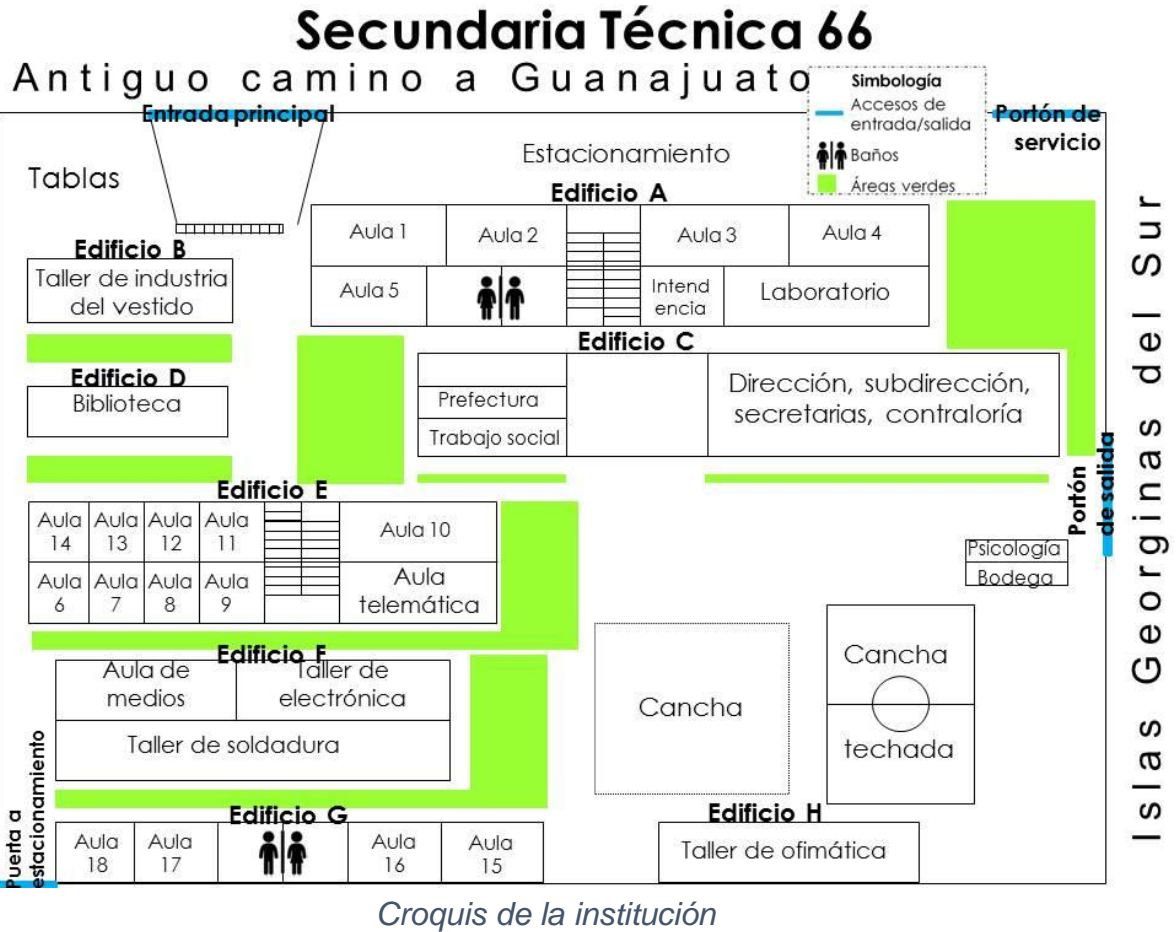 Secundaria Técnica 66
Antiguo camino a Guanajuato
Simbología
Accesos de
entrada/salida
Baños
Áreas verdes
Entrada principal
Portón de
servicio
Estacionamiento
Tablas
Edificio A
Aula 1
Aula 2
Aula 3
Aula 4
Aula 5
Intend
encia
Laboratorio
Edificio B
Taller de industria
del vestido
Edificio C
Prefectura
Trabajo social
Dirección, subdirección,
secretarias, contraloría
Edificio D
Biblioteca
Islas Georginas del Sur
Portón
de salida
Edificio E
Aula
14
Aula
13
Aula
12
Aula
11
Aula 10
Aula
6
Aula
7
Aula
8
Aula
9
Aula
telemática
Psicología
Bodega
Edificio F
Aula de
medios
Taller de
electrónica
Taller de soldadura
Cancha
Cancha
techada
Puerta a
estacionamiento
Edificio G
Aula
18
Aula
17
Aula
16
Aula
15
Edificio H
Taller de ofimática
Croquis de la institución